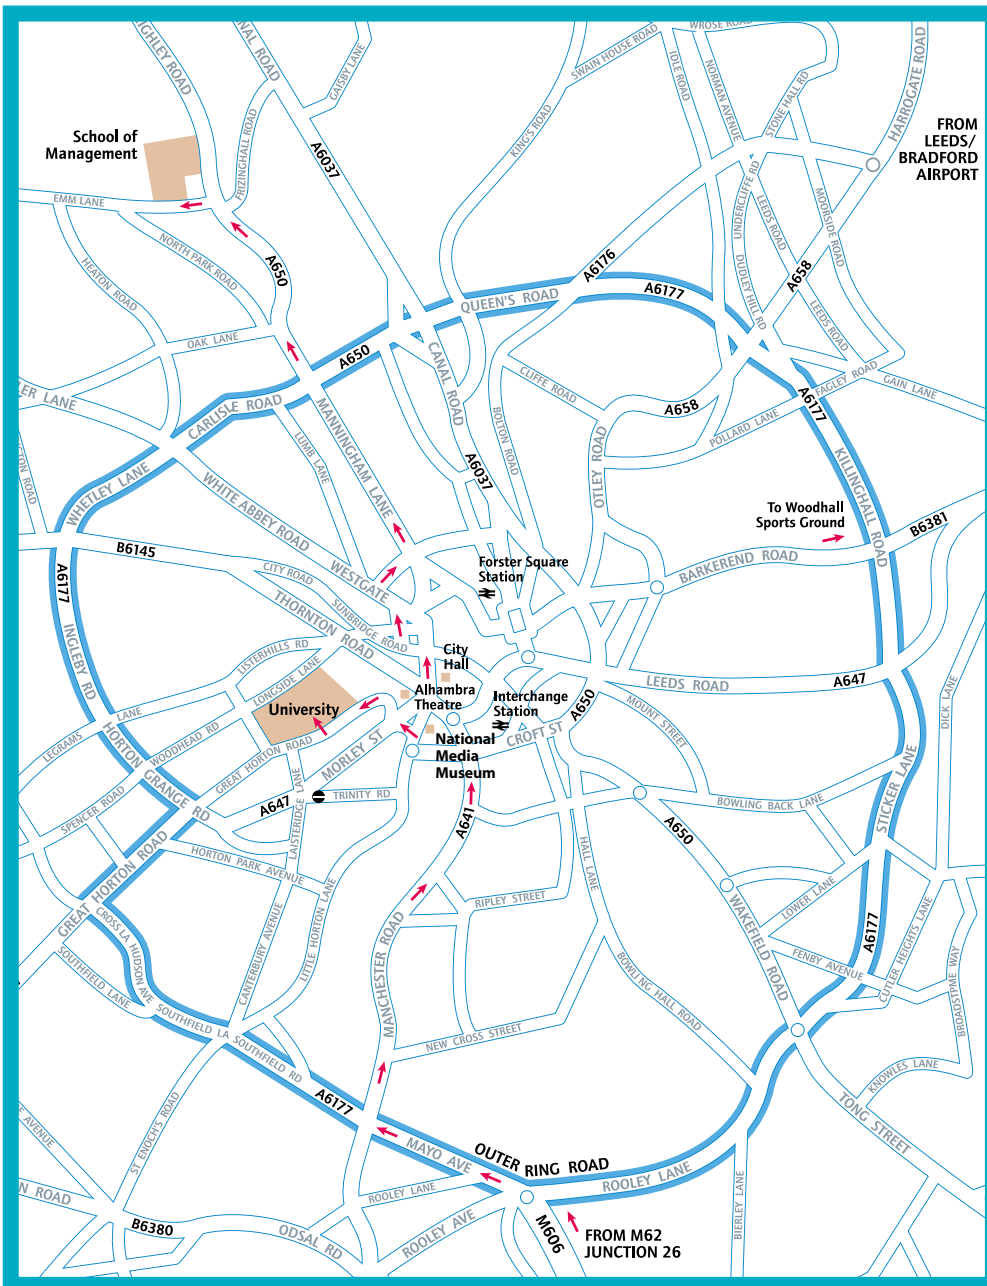 IGHLEY ROAD
NAL ROAD
GAISBY LANE
SWAIN HOUSE ROAD
WROSE ROAD
IDLE ROAD
NORMAN AVENUE
STONE HALL RD
HARROGATE ROAD
KING'S ROAD
FROM
LEEDS/
BRADFORD
AIRPORT
School of
Management
FRIZINGHALL ROAD
A6037
EMM LANE
NORTH PARK ROAD
HEATON ROAD
A650
UNDERCLIFFE RD
LEEDS ROAD
MOORSIDE ROAD
DUDLEY HILL RD
A658
LEEDS ROAD
A6176
A6177
QUEEN'S ROAD
OAK LANE
A650
CANAL ROAD
CLIFFE ROAD
A658
FAGLEY ROAD
GAIN LANE
A6177
POLLARD LANE
LER LANE
CARLISLE ROAD
MANNINGHAM LANE
LUMB LANE
BOLTON ROAD
OTLEY ROAD
TON ROAD
WHETLEY LANE
WHITE ABBEY ROAD
A6037
KILLINGHALL ROAD
To Woodhall
Sports Ground
B6381
B6145
A6177
CITY ROAD
WESTGATE
Forster Square
Station
BARKEREND ROAD
THORNTON ROAD
SUNBRIDGE ROAD
INGLEBY RD
LISTERHILLS RD
LONGSIDE LANE
City
Hall
LEEDS ROAD
A647
Alhambra
Theatre
Interchange
Station
A650
MOUNT STREET
DICK LANE
University
LEGRAMS LANE
WOODHEAD RD
GREAT HORTON ROAD
MORLEY ST
National
Media
Museum
CROFT ST
HORTON GRANGE RD
STICKER LANE
A647
TRINITY RD
LAISTERIDGE LANE
A641
SPENCER ROAD
BOWLING BACK LANE
A650
GREAT HORTON ROAD
HORTON PARK AVENUE
HALL LANE
LITTLE HORTON LANE
RIPLEY STREET
WAKEFIELD ROAD
LOWER LANE
CROSS LA
HUDSON AVE
CANTERBURY AVENUE
MANCHESTER ROAD
A6177
CUTLER HEIGHTS LANE
FENBY AVENUE
BROADSTPME WAY
SOUTHFIELD LANE
SOUTHFIELD LA
SOUTHFIELD RD
BOWLING HALL ROAD
NEW CROSS STREET
KNOWLES LANE
TONG STREET
A6177
ST ENOCH'S ROAD
E AVENUE
MAYO AVE
OUTER RING ROAD
ROOLEY LANE
BIERLEY LANE
N ROAD
B6380
ODSAL RD
ROOLEY LANE
ROOLEY AVE
M606
FROM M62
JUNCTION 26